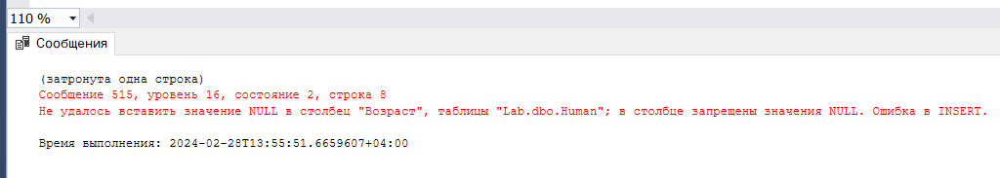 110 %
Сообщения
(затронута одна строка)
Сообщение 515, уровень 16, состояние 2, строка 8
Не удалось вставить значение NULL в столбец "Возраст", таблицы "Lab.dbo.Human"; в столбце запрещены значения NULL. Ошибка в INSERT.
Время выполнения: 2024-02-28T13:55:51.6659607+04:00